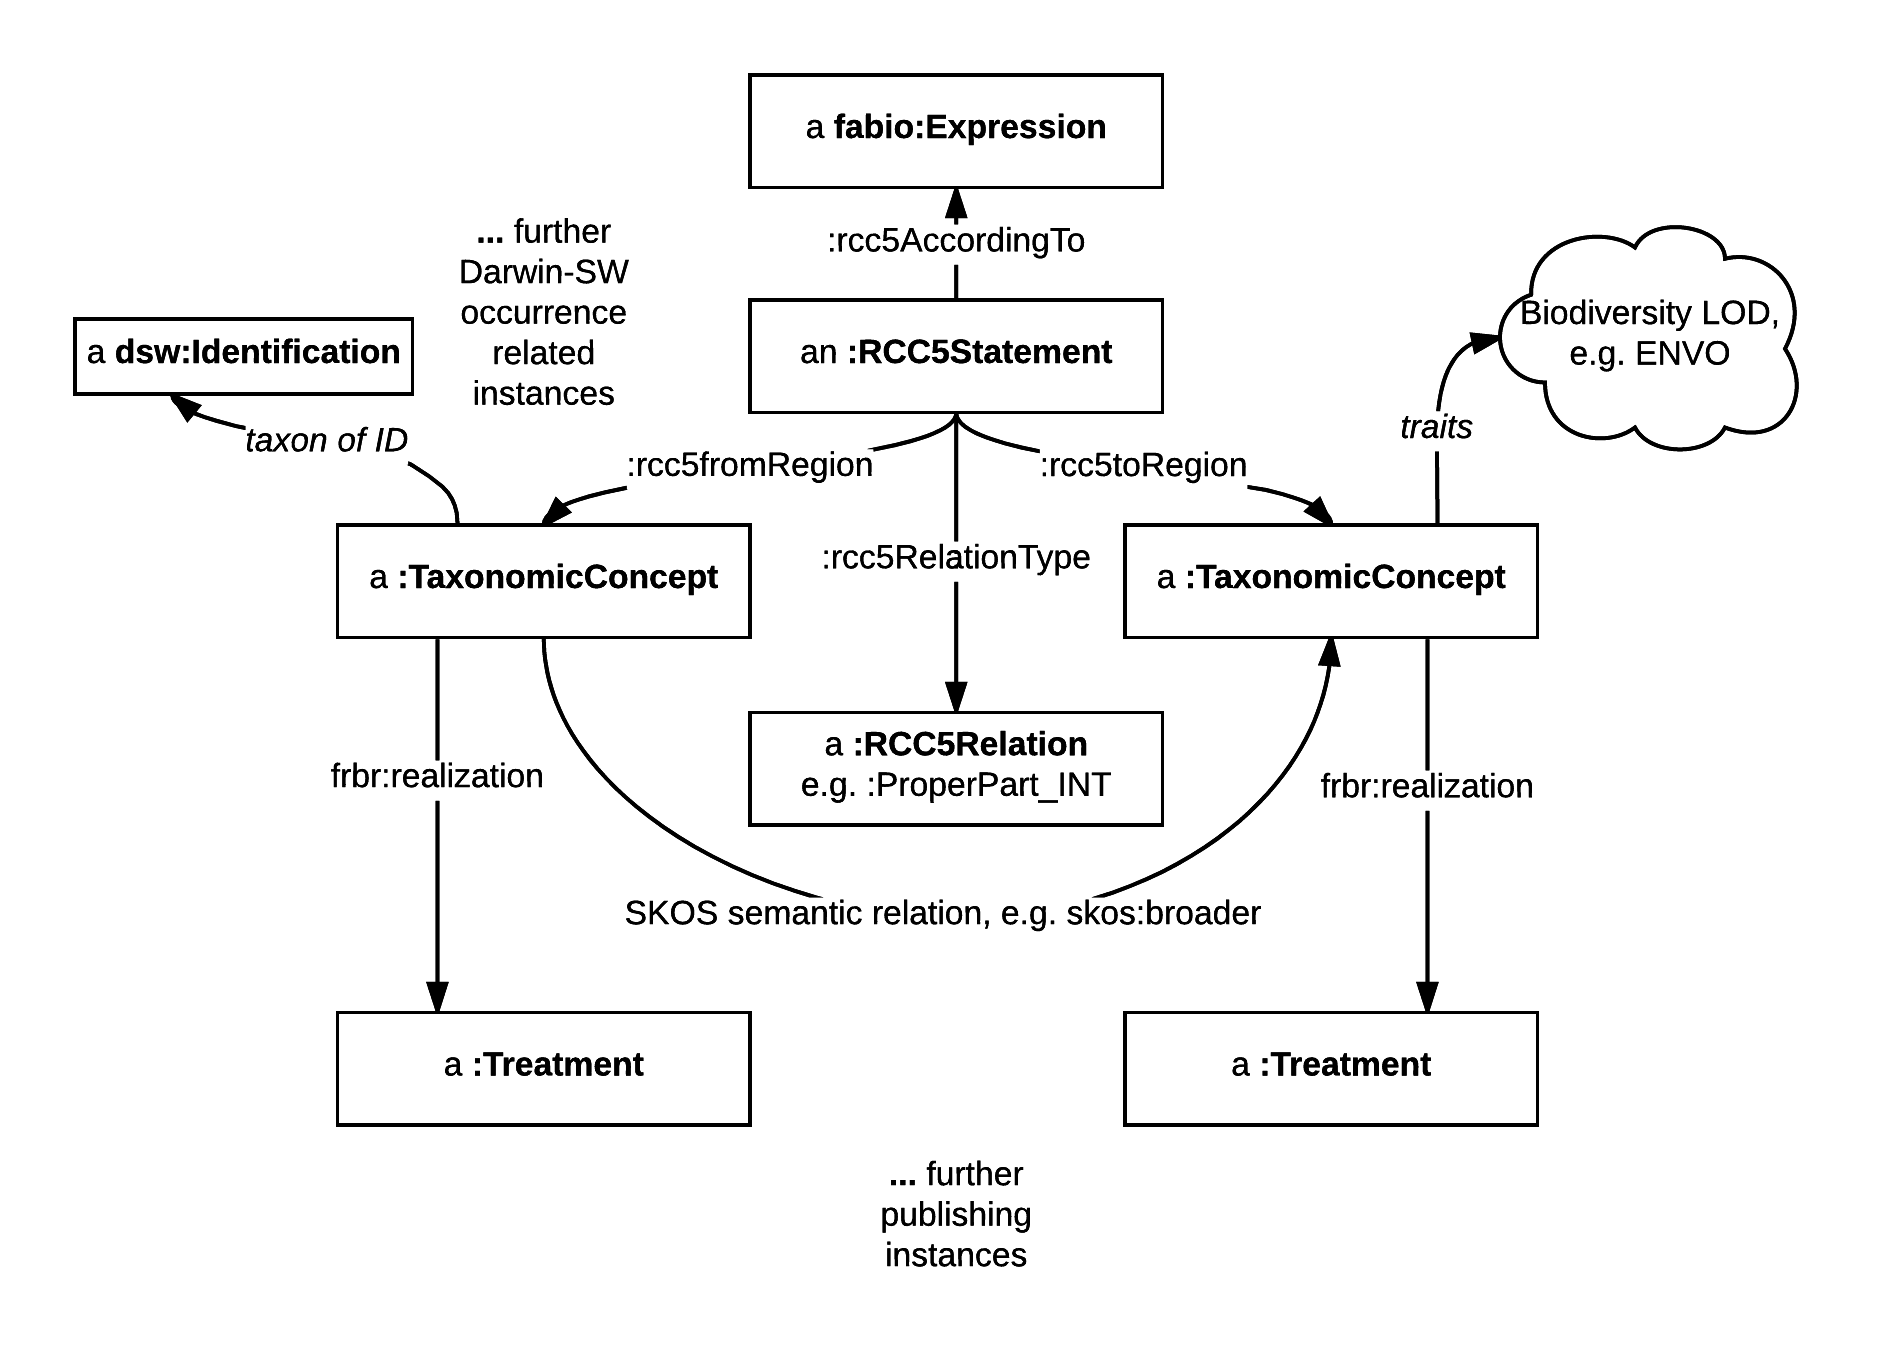 a fabio:Expression
... further
Darwin-SW
occurrence
related
instances
:rcc5AccordingTo
Biodiversity LOD,
e.g. ENVO
a dsw:Identification
an :RCC5Statement
taxon of ID
traits
:rcc5fromRegion
:rcc5toRegion
:rcc5RelationType
a :TaxonomicConcept
a :TaxonomicConcept
a :RCC5Relation
e.g. :ProperPart_INT
frbr:realization
frbr:realization
SKOS semantic relation, e.g. skos:broader
a :Treatment
a :Treatment
... further
publishing
instances